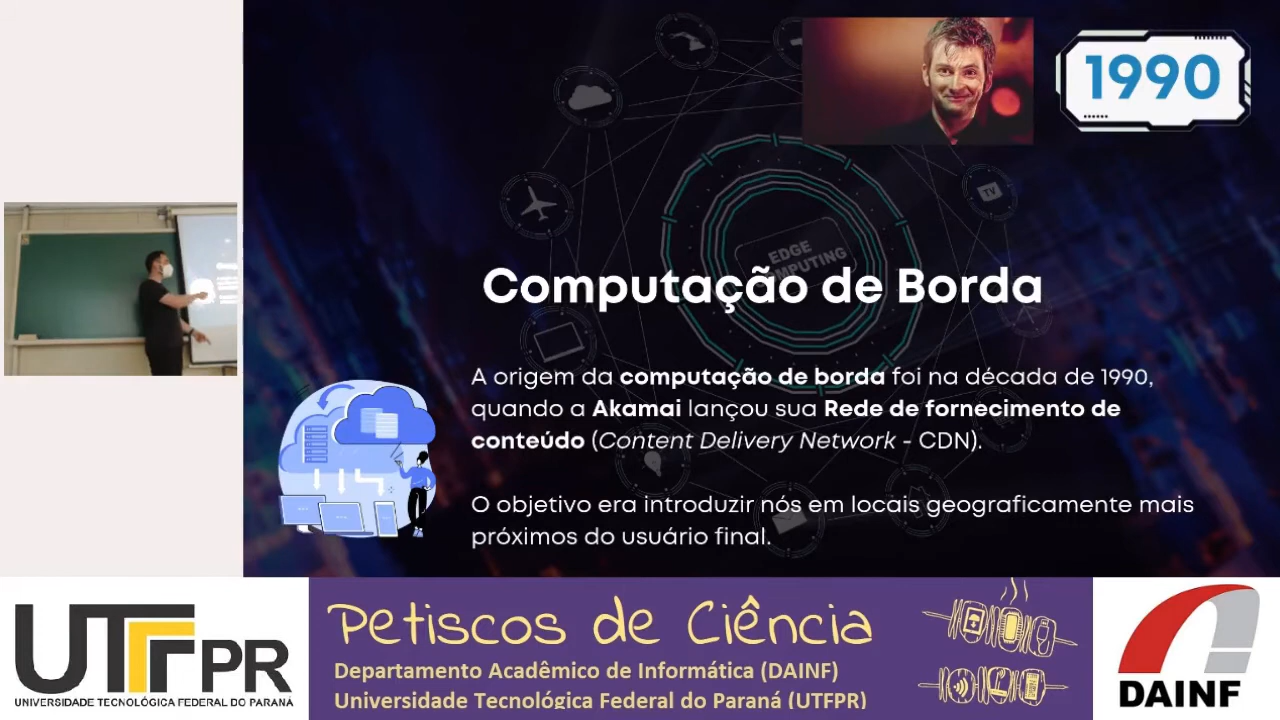 1990
TV
EDGE
COMPUTING
Computação de Borda
A origem da computação de borda foi na década de 1990,
quando a Akamai lançou sua Rede de fornecimento de
conteúdo (Content Delivery Network - CDN).
O objetivo era introduzir nós em locais geograficamente mais
próximos do usuário final.
UTFPR
UNIVERSIDADE TECNOLÓGICA FEDERAL DO PARANÁ
Petiscos de Ciência
Departamento Acadêmico de Informática (DAINF)
Universidade Tecnológica Federal do Paraná (UTFPR)
DAINF